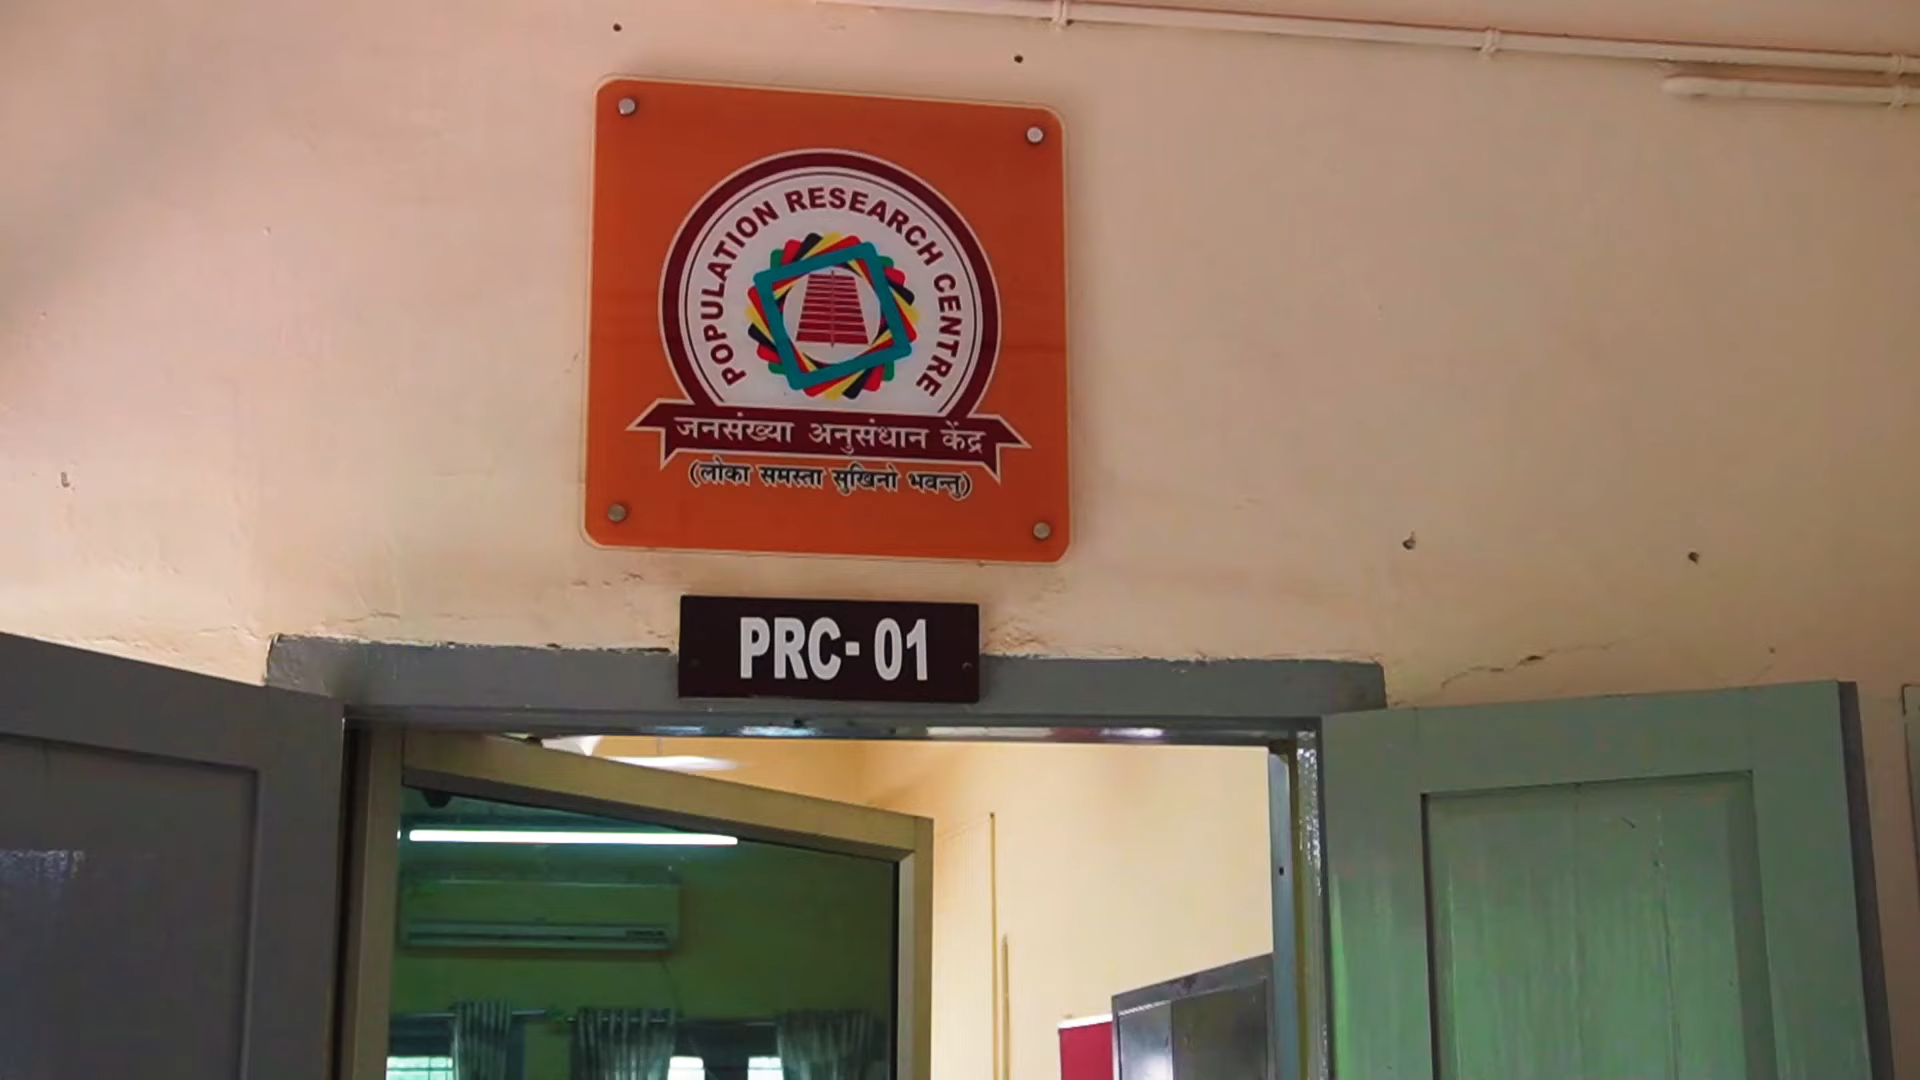 POPULATION RESEARCH CENTRE
जनसंख्या अनुसंधान केंद्र
(लोका समस्ता सुखिनो भवन्तु)
PRC- 01